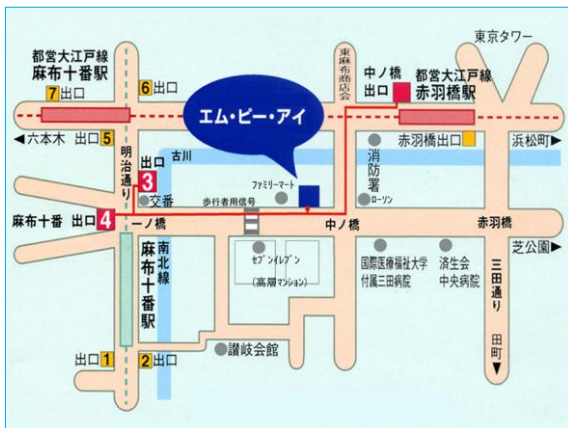 東京タワー
都営大江戸線
麻布十番駅
7出口
6出口
東麻布商店会
中ノ橋
出口
都営大江戸線
赤羽橋駅
エム・ピー・アイ
◀六本木
出口5
明治通り
出口
3
古川
赤羽橋出口
浜松町▶
消防署
交番
ファミリーマート
ローソン
歩行者用信号
麻布十番 出口4
一ノ橋
中ノ橋
赤羽橋
芝公園▶
麻布十番駅
南北線
セブンイレブン
(高層マンション)
国際医療福祉大学
付属三田病院
済生会
中央病院
三田通り
田町
讃岐会館
出口1
2出口